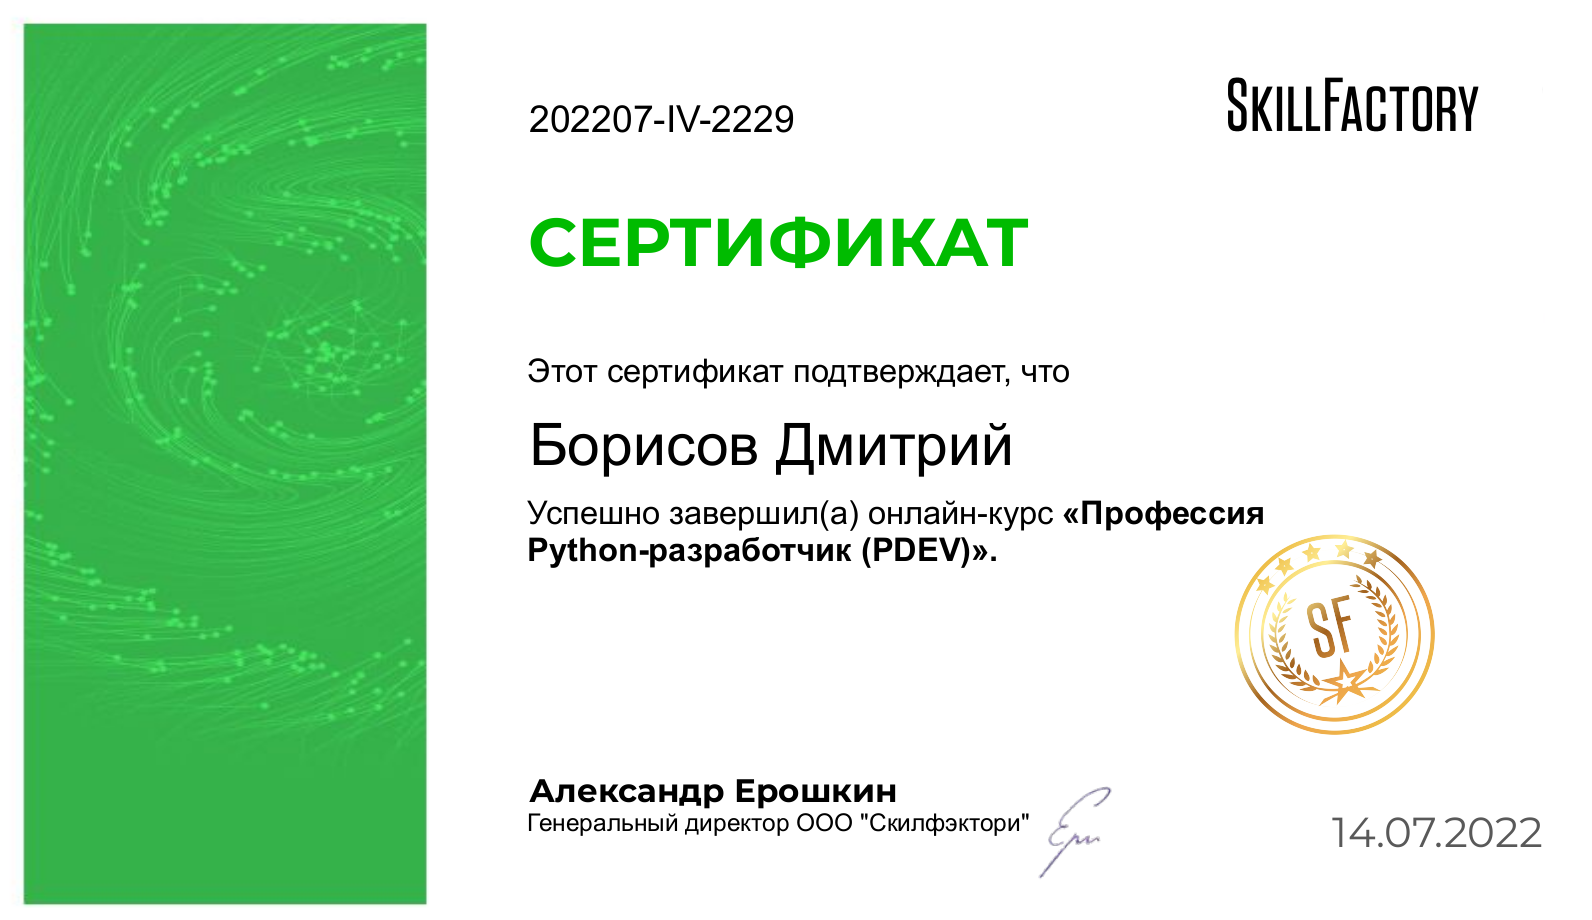 202207-IV-2229
SKILLFACTORY
СЕРТИФИКАТ
Этот сертификат подтверждает, что
Борисов Дмитрий
Успешно завершил(а) онлайн-курс «Профессия
Python-разработчик (PDEV)».
SF
Александр Ерошкин
Генеральный директор ООО "Скилфэктори"
14.07.2022